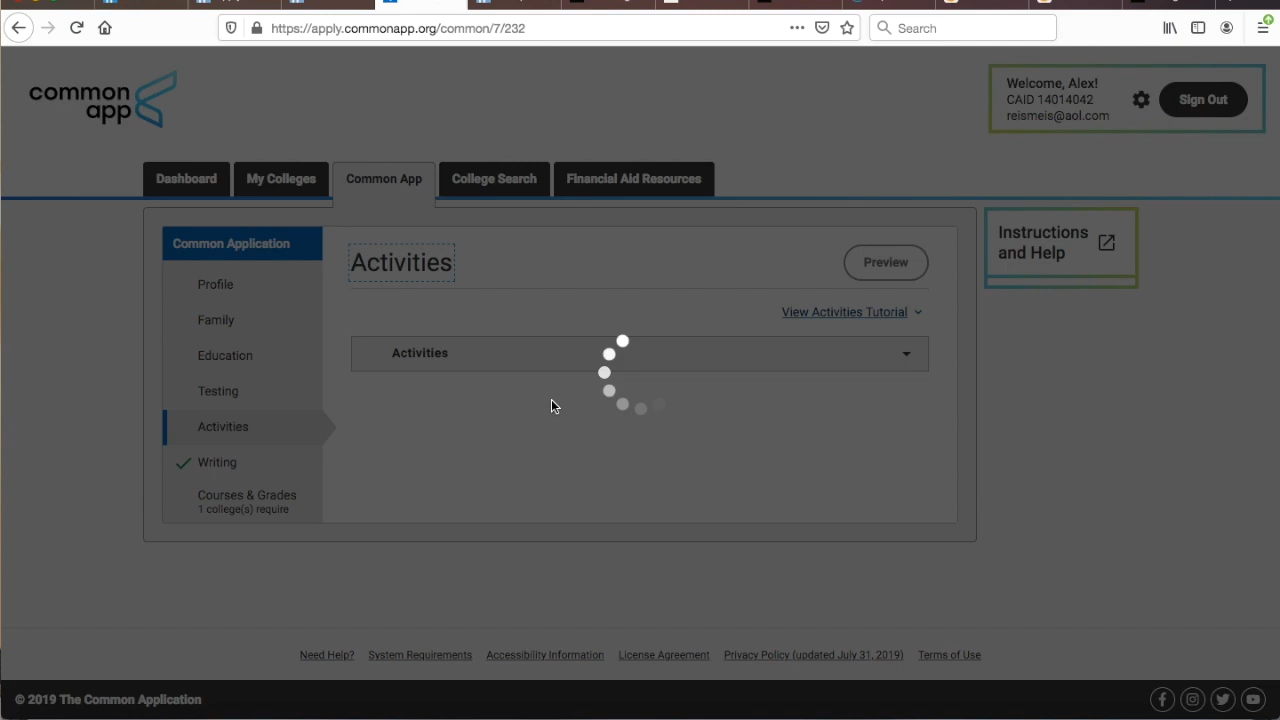 https://apply.commonapp.org/common/7/232
Search
common
app
Welcome, Alex!
CAID 14014042
reismeis@aol.com
Sign Out
Dashboard
My Colleges
Common App
College Search
Financial Aid Resources
Common Application
Profile
Family
Education
Testing
Activities
Writing
Courses & Grades
1 college(s) require
Activities
Preview
View Activities Tutorial
Activities
Instructions
and Help
Need Help?
System Requirements
Accessibility Information
License Agreement
Privacy Policy (updated July 31, 2019)
Terms of Use
© 2019 The Common Application